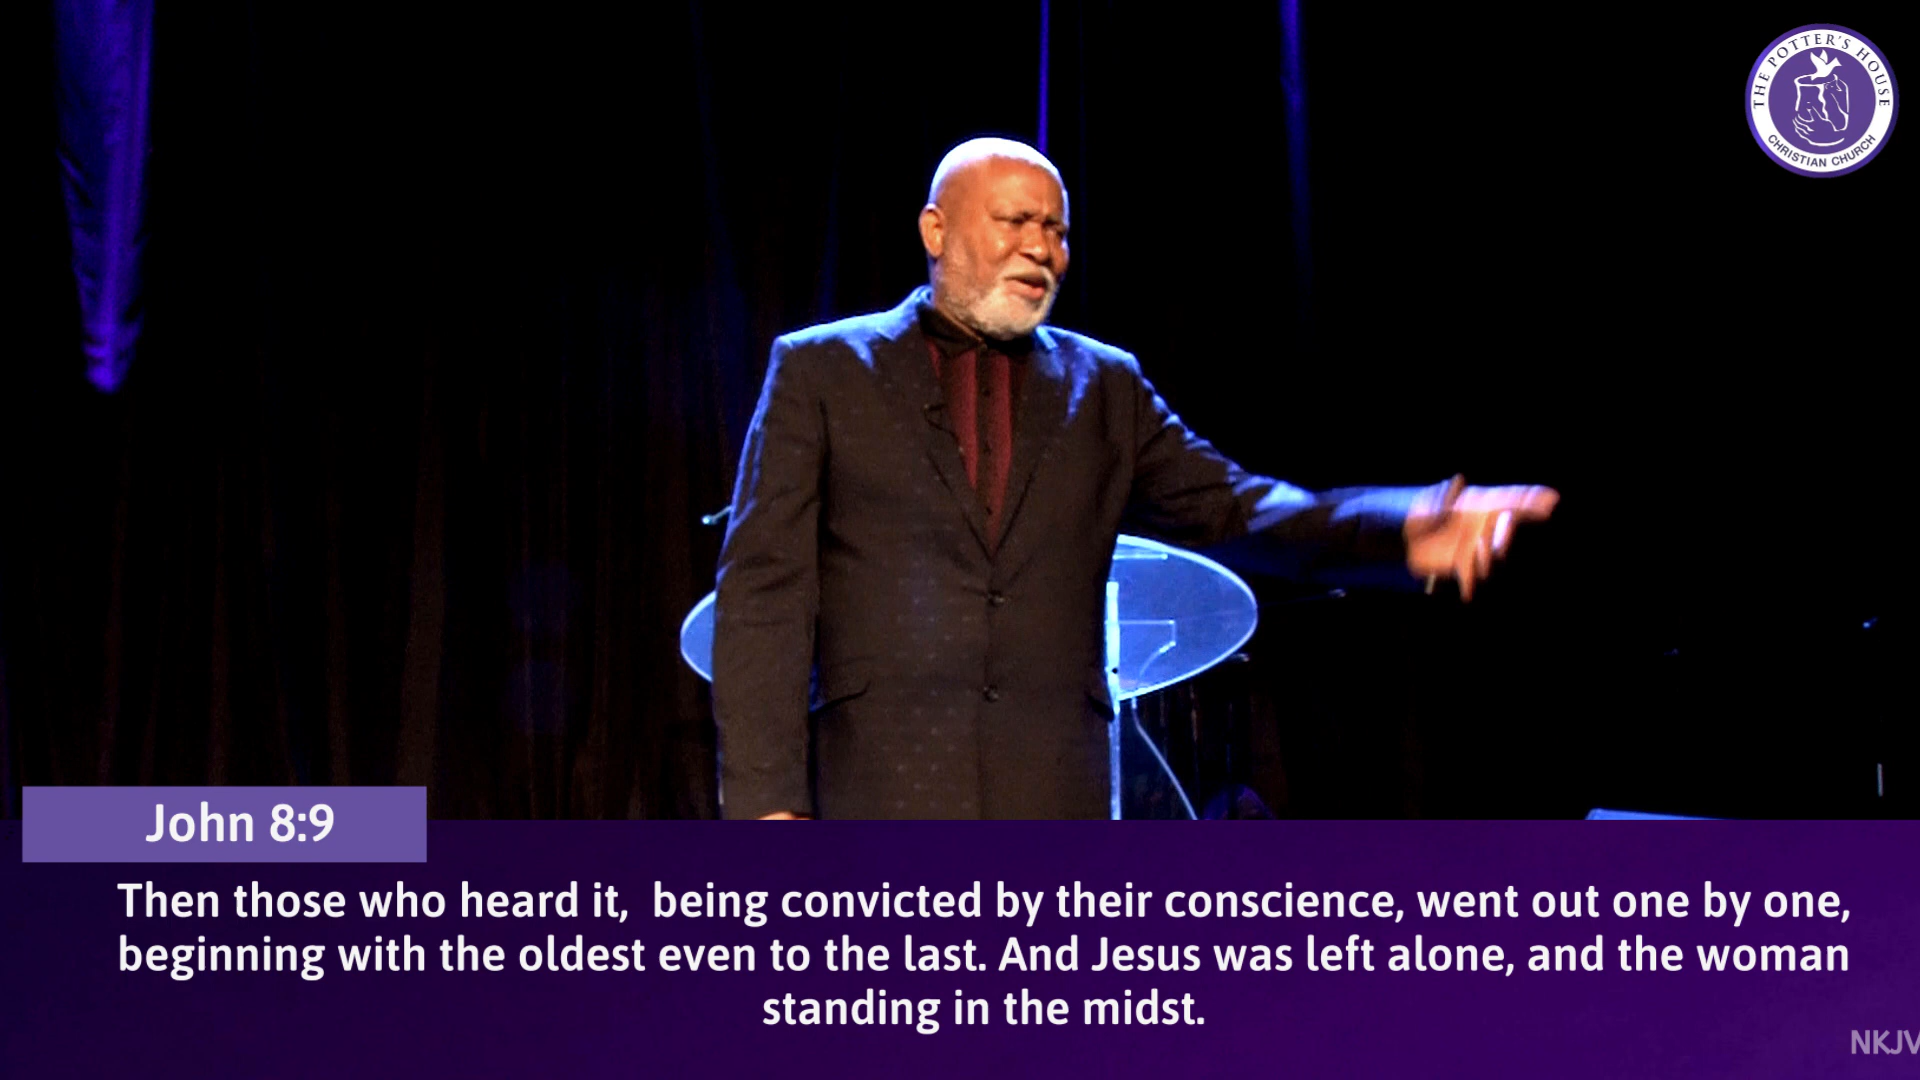 THE POTTER'S HOUSE
CHRISTIAN CHURCH
John 8:9
Then those who heard it,  being convicted by their conscience, went out one by one,
beginning with the oldest even to the last. And Jesus was left alone, and the woman
standing in the midst.
NKJV